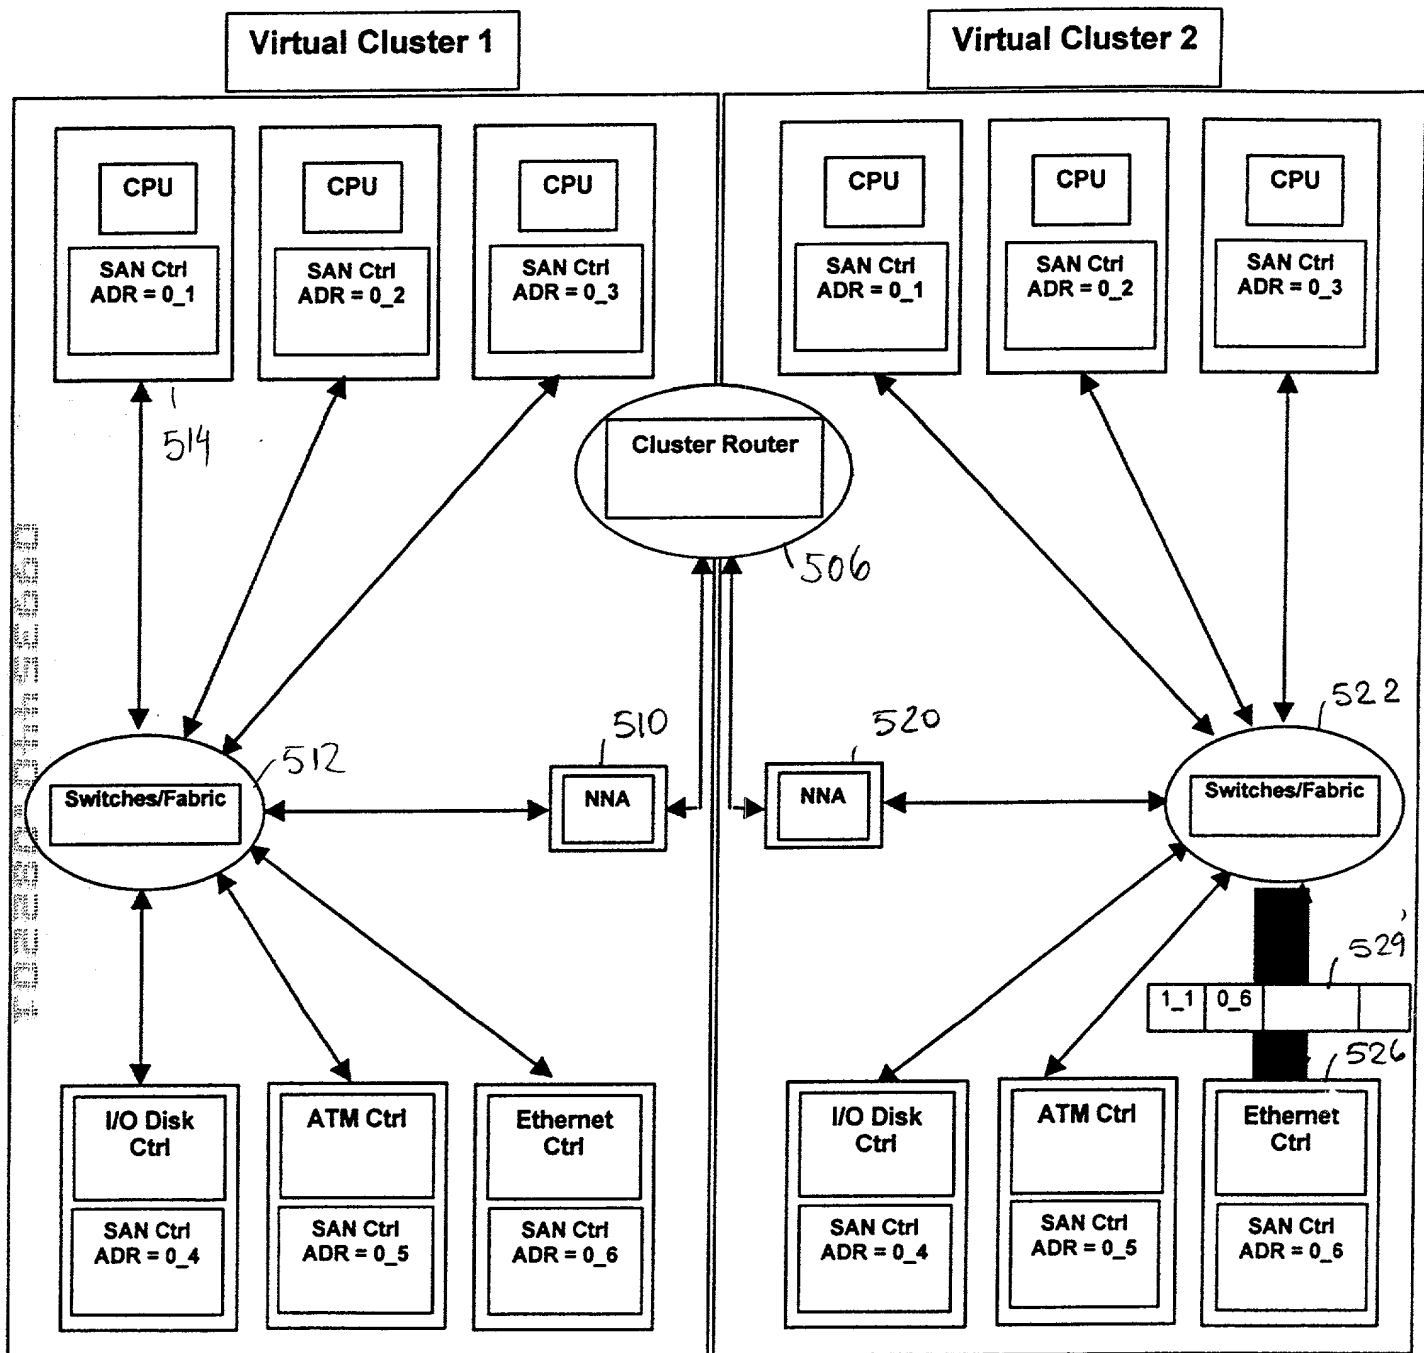 Virtual Cluster 1
Virtual Cluster 2
CPU
CPU
CPU
CPU
CPU
CPU
SAN Ctrl
ADR = 0_1
SAN Ctrl
ADR = 0_2
SAN Ctrl
ADR = 0_3
SAN Ctrl
ADR = 0_1
SAN Ctrl
ADR = 0_2
SAN Ctrl
ADR = 0_3
514
Cluster Router
506
512
510
520
522
Switches/Fabric
NNA
NNA
Switches/Fabric
529'
1_1
0_6
526
I/O Disk
Ctrl
ATM Ctrl
Ethernet
Ctrl
I/O Disk
Ctrl
ATM Ctrl
Ethernet
Ctrl
SAN Ctrl
ADR = 0_4
SAN Ctrl
ADR = 0_5
SAN Ctrl
ADR = 0_6
SAN Ctrl
ADR = 0_4
SAN Ctrl
ADR = 0_5
SAN Ctrl
ADR = 0_6